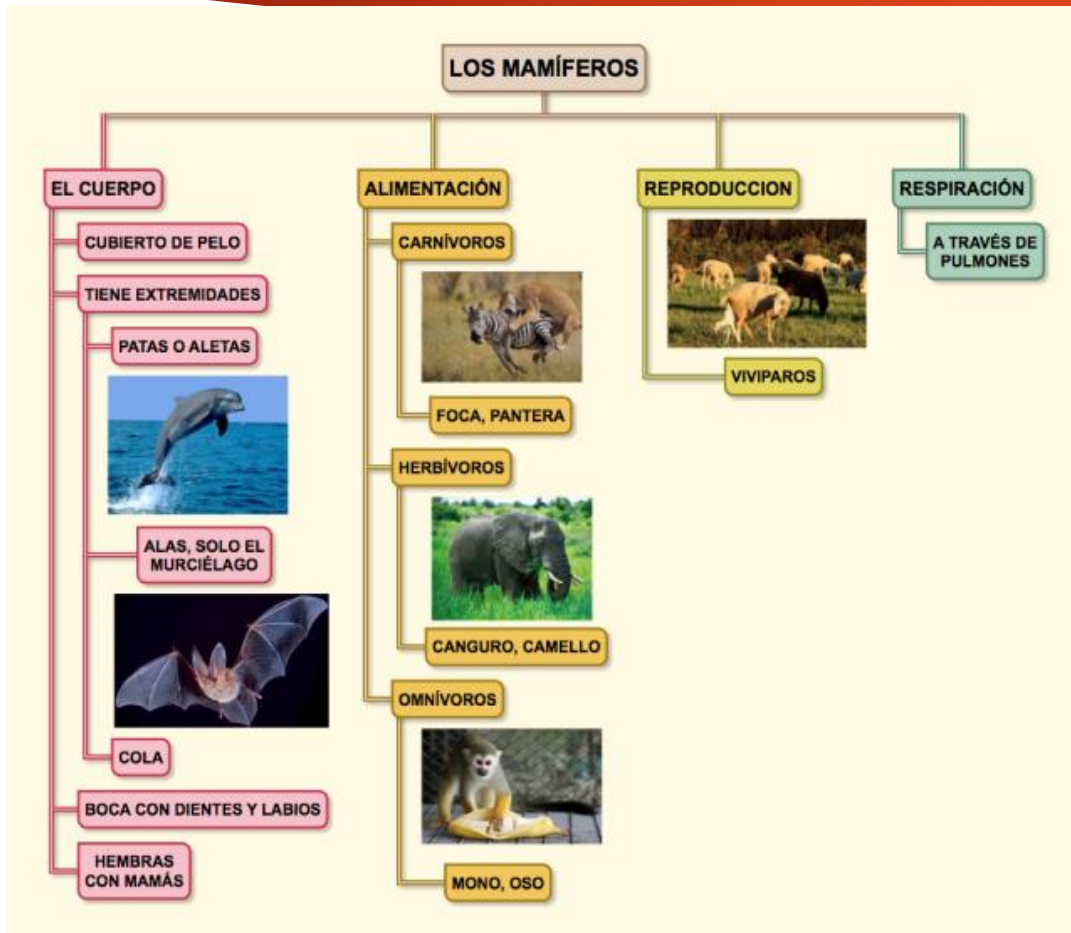 LOS MAMÍFEROS
EL CUERPO
CUBIERTO DE PELO
TIENE EXTREMIDADES
PATAS O ALETAS
ALAS, SOLO EL
MURCIÉLAGO
COLA
BOCA CON DIENTES Y LABIOS
HEMBRAS
CON MAMÁS
ALIMENTACIÓN
CARNÍVOROS
FOCA, PANTERA
HERBÍVOROS
CANGURO, CAMELLO
OMNÍVOROS
MONO, OSO
REPRODUCCION
VIVIPAROS
RESPIRACIÓN
A TRAVÉS DE
PULMONES